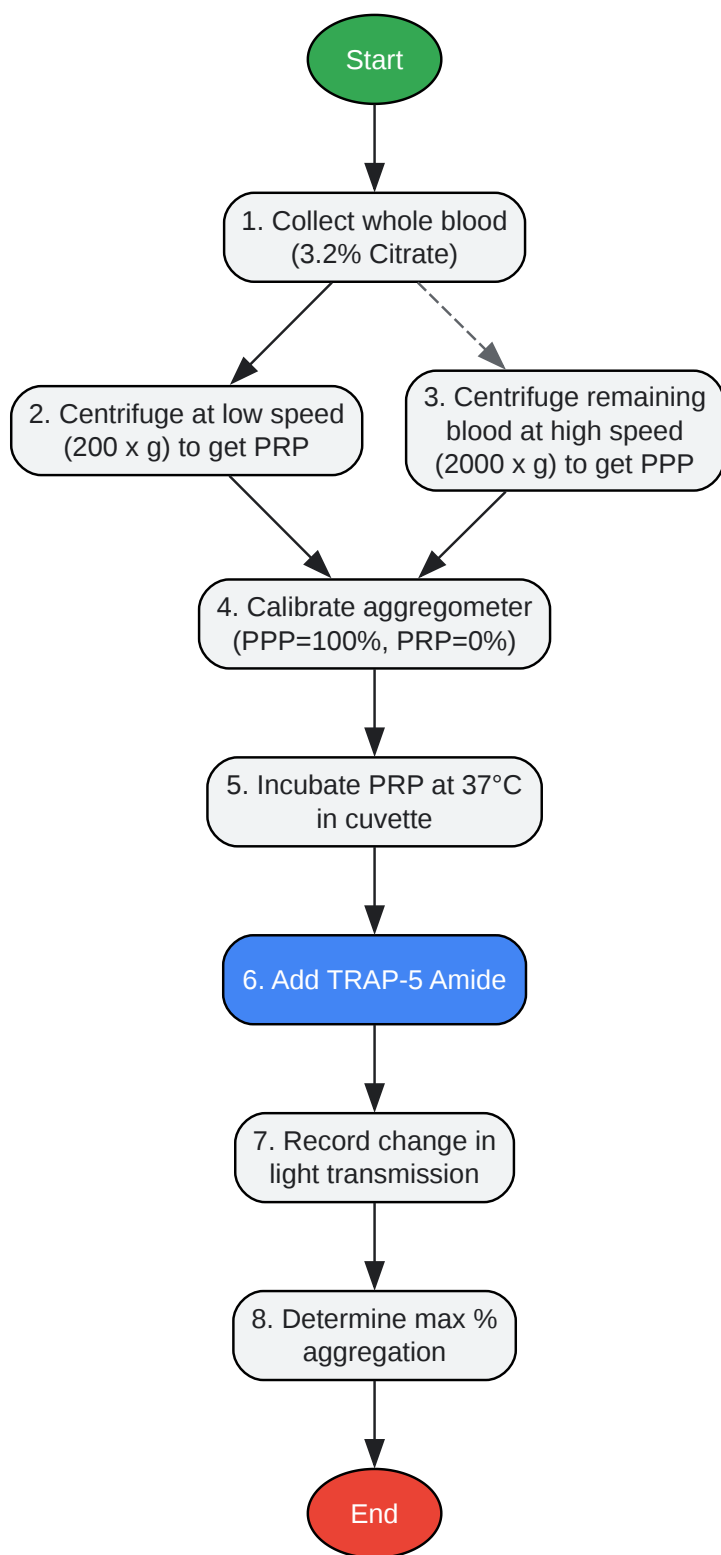 Start
1. Collect whole blood
(3.2% Citrate)
2. Centrifuge at low speed
(200 x g) to get PRP
3. Centrifuge remaining
blood at high speed
(2000 x g) to get PPP
4. Calibrate aggregometer
(PPP=100%, PRP=0%)
5. Incubate PRP at 37°C
in cuvette
6. Add TRAP-5 Amide
7. Record change in
light transmission
8. Determine max %
aggregation
End